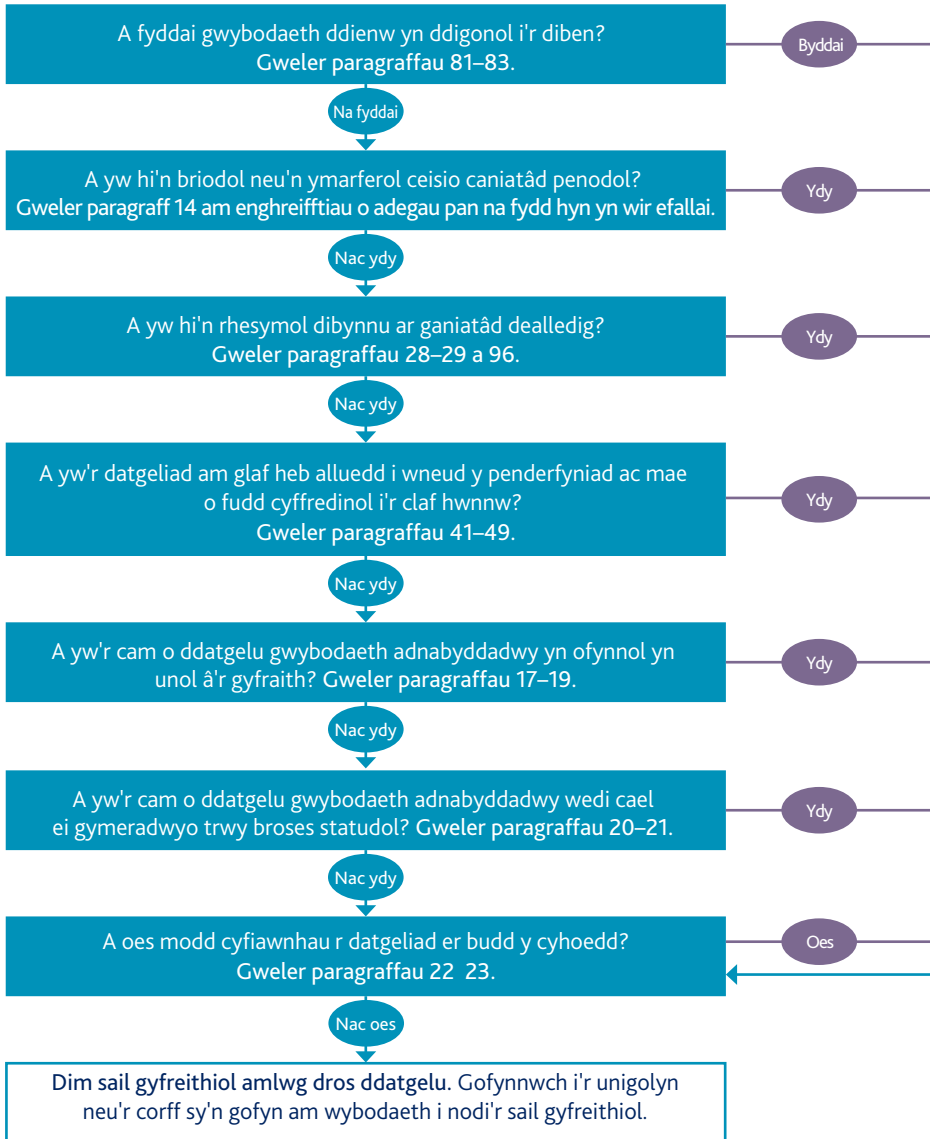 A fyddai gwybodaeth ddienw yn ddigonol i'r diben?
Gweler paragraffau 81–83.
Byddai
Na fyddai
A yw hi'n briodol neu'n ymarferol ceisio caniatâd penodol?
Gweler paragraff 14 am enghreifftiau o adegau pan na fydd hyn yn wir efallai.
Ydy
Nac ydy
A yw hi'n rhesymol dibynnu ar ganiatâd dealledig?
Gweler paragraffau 28–29 a 96.
Ydy
Nac ydy
A yw'r datgeliad am glaf heb alluedd i wneud y penderfyniad ac mae
o fudd cyffredinol i'r claf hwnnw?
Gweler paragraffau 41–49.
Ydy
Nac ydy
A yw'r cam o ddatgelu gwybodaeth adnabyddadwy yn ofynnol yn
unol â'r gyfraith? Gweler paragraffau 17–19.
Ydy
Nac ydy
A yw'r cam o ddatgelu gwybodaeth adnabyddadwy wedi cael
ei gymeradwyo trwy broses statudol? Gweler paragraffau 20–21.
Ydy
Nac ydy
A oes modd cyfiawnhau r datgeliad er budd y cyhoedd?
Gweler paragraffau 22 23.
Oes
Nac oes
Dim sail gyfreithiol amlwg dros ddatgelu. Gofynnwch i'r unigolyn
neu'r corff sy'n gofyn am wybodaeth i nodi'r sail gyfreithiol.